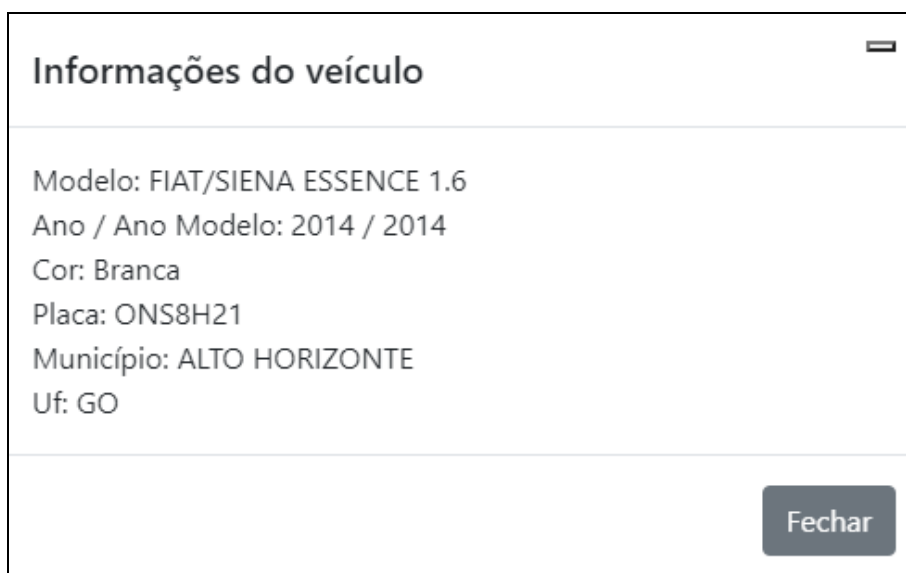 Informações do veículo
Modelo: FIAT/SIENA ESSENCE 1.6
Ano / Ano Modelo: 2014 / 2014
Cor: Branca
Placa: ONS8H21
Município: ALTO HORIZONTE
Uf: GO
Fechar